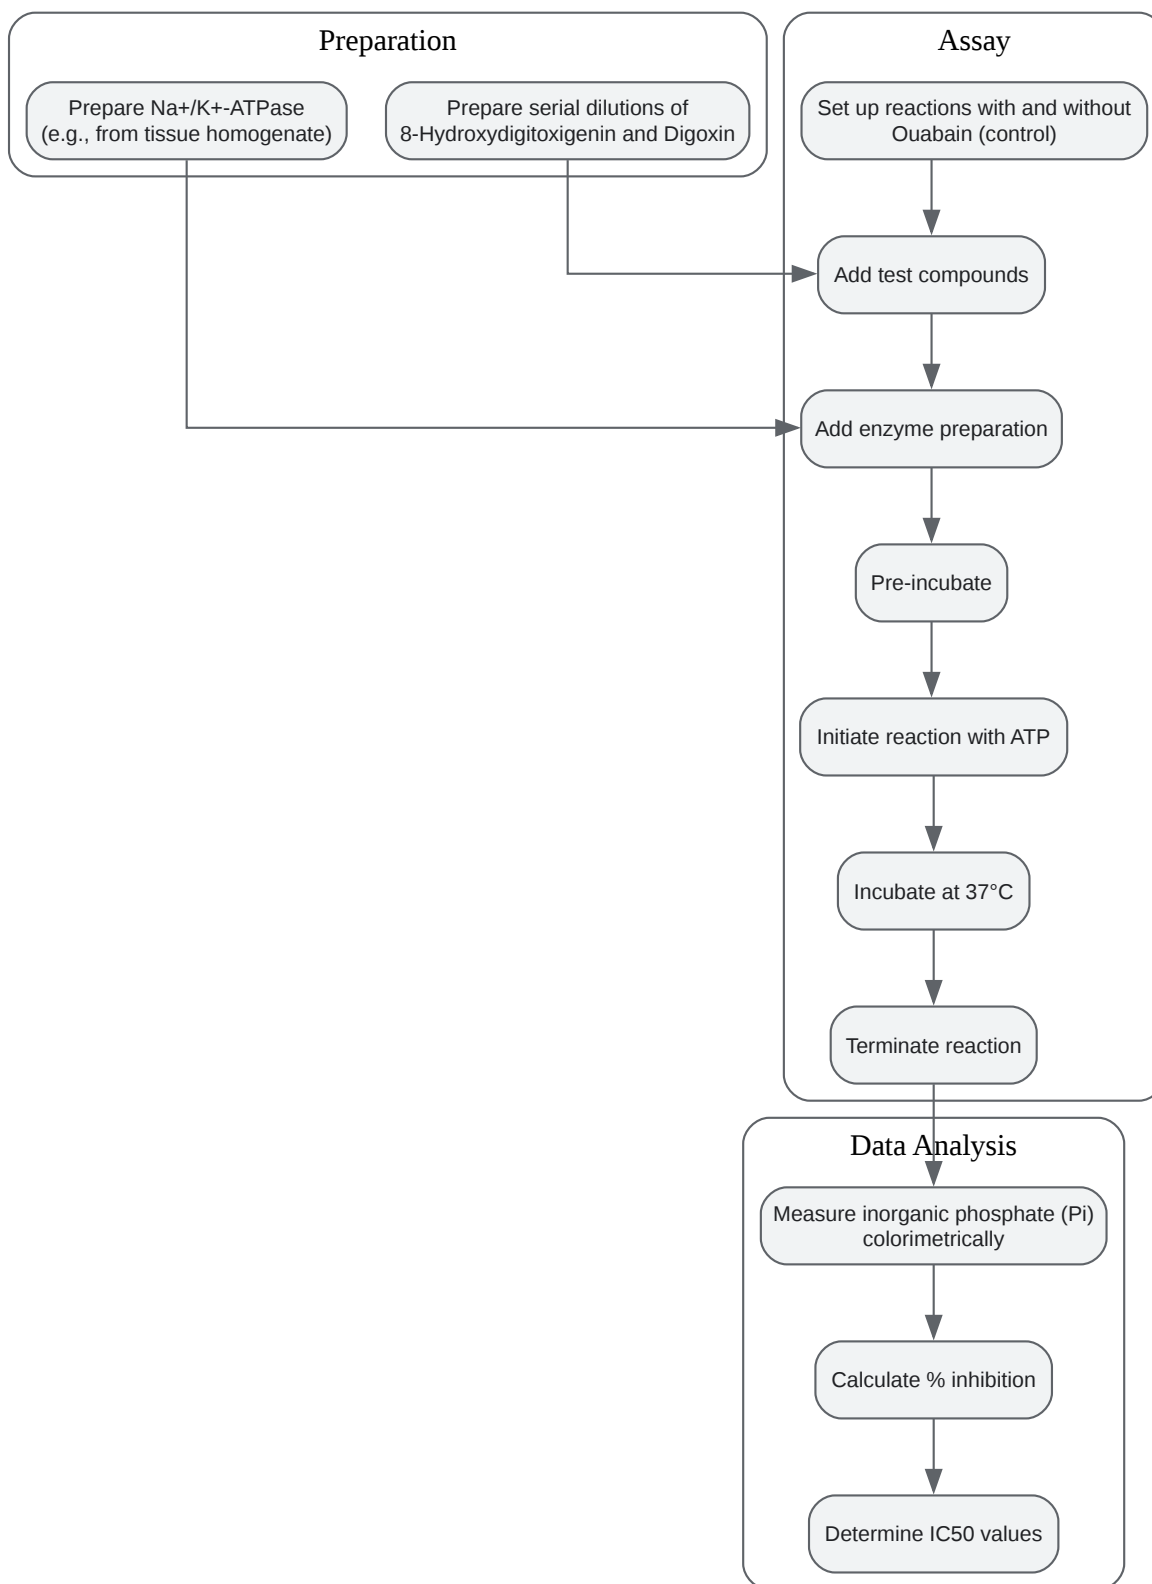 Preparation
Prepare Na+/K+-ATPase
(e.g., from tissue homogenate)
Prepare serial dilutions of
8-Hydroxydigitoxigenin and Digoxin
Assay
Set up reactions with and without
Ouabain (control)
Add test compounds
Add enzyme preparation
Pre-incubate
Initiate reaction with ATP
Incubate at 37°C
Terminate reaction
Data Analysis
Measure inorganic phosphate (Pi)
colorimetrically
Calculate % inhibition
Determine IC50 values